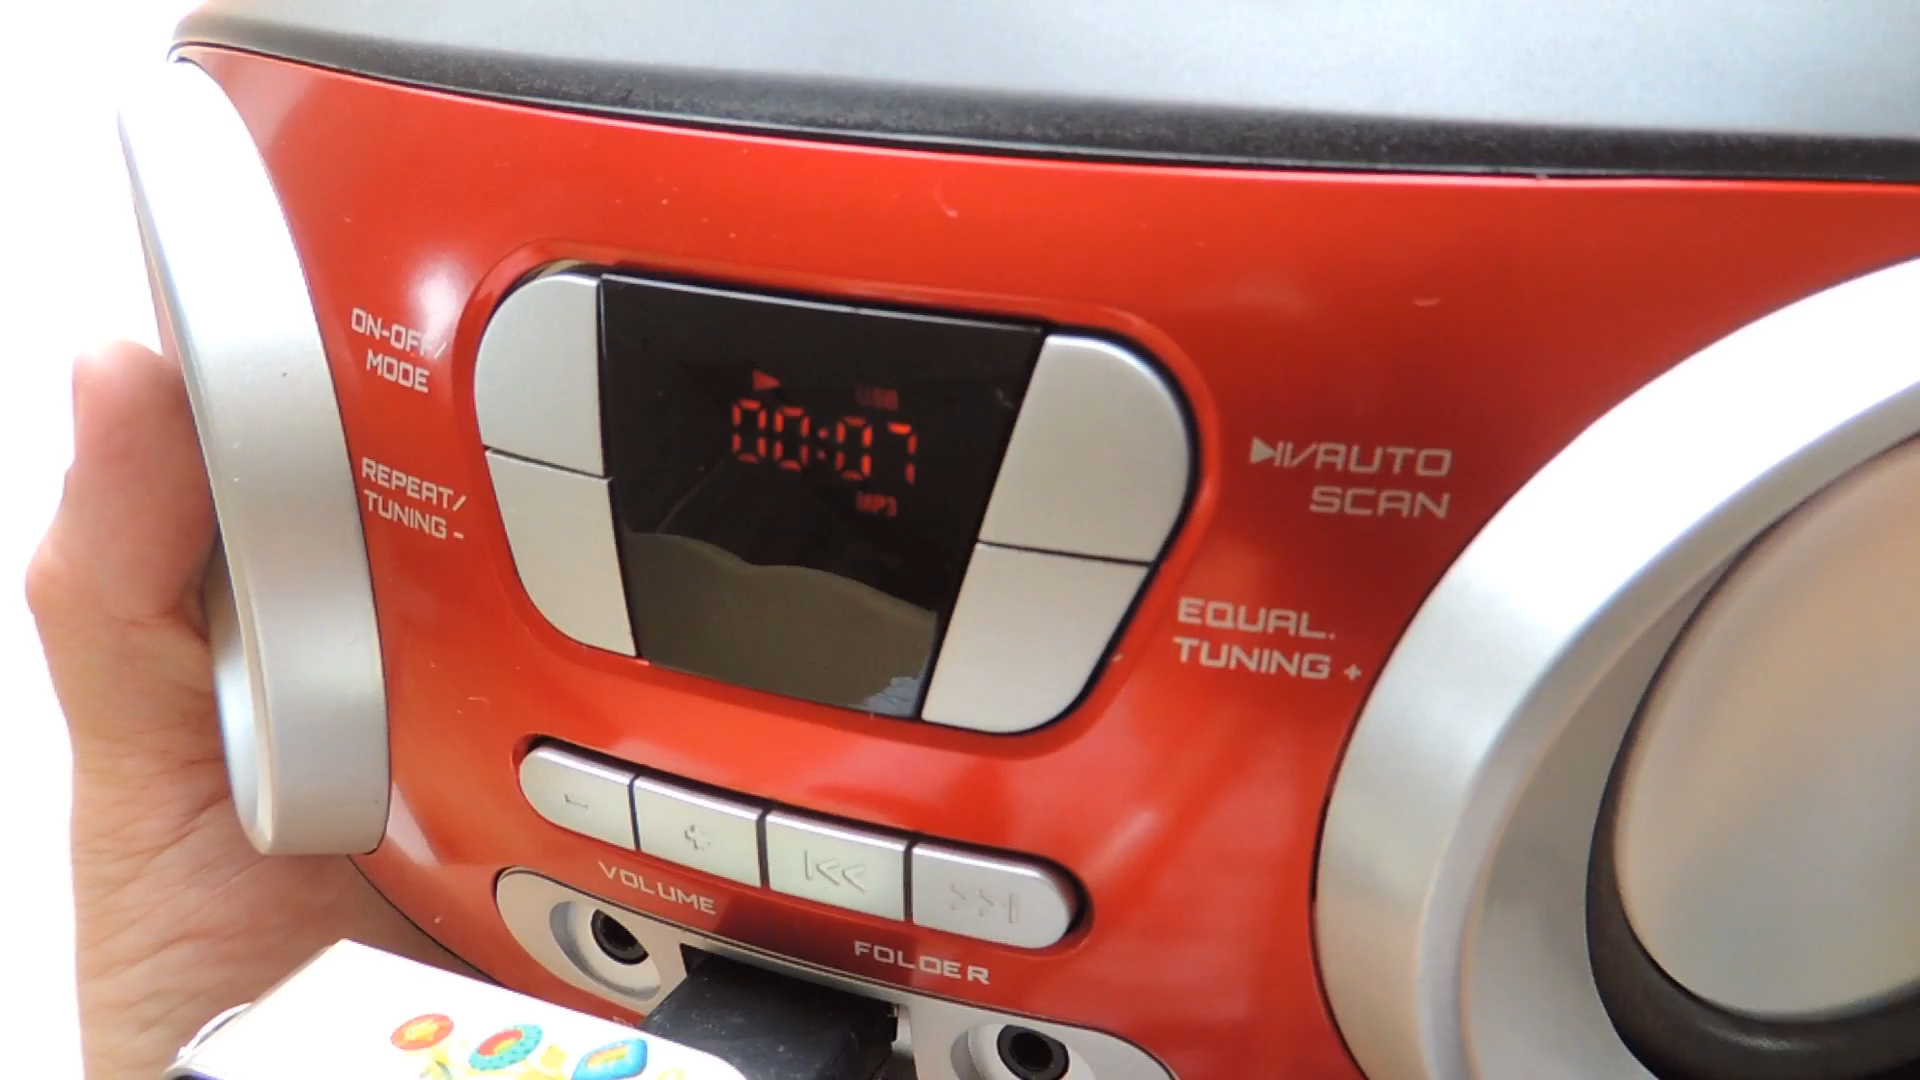 ON-OFF/
MODE
REPEAT/
TUNING -
USB
00:07
MP3
/AUTO
SCAN
EQUAL.
TUNING +
- +
VOLUME
FOLDER